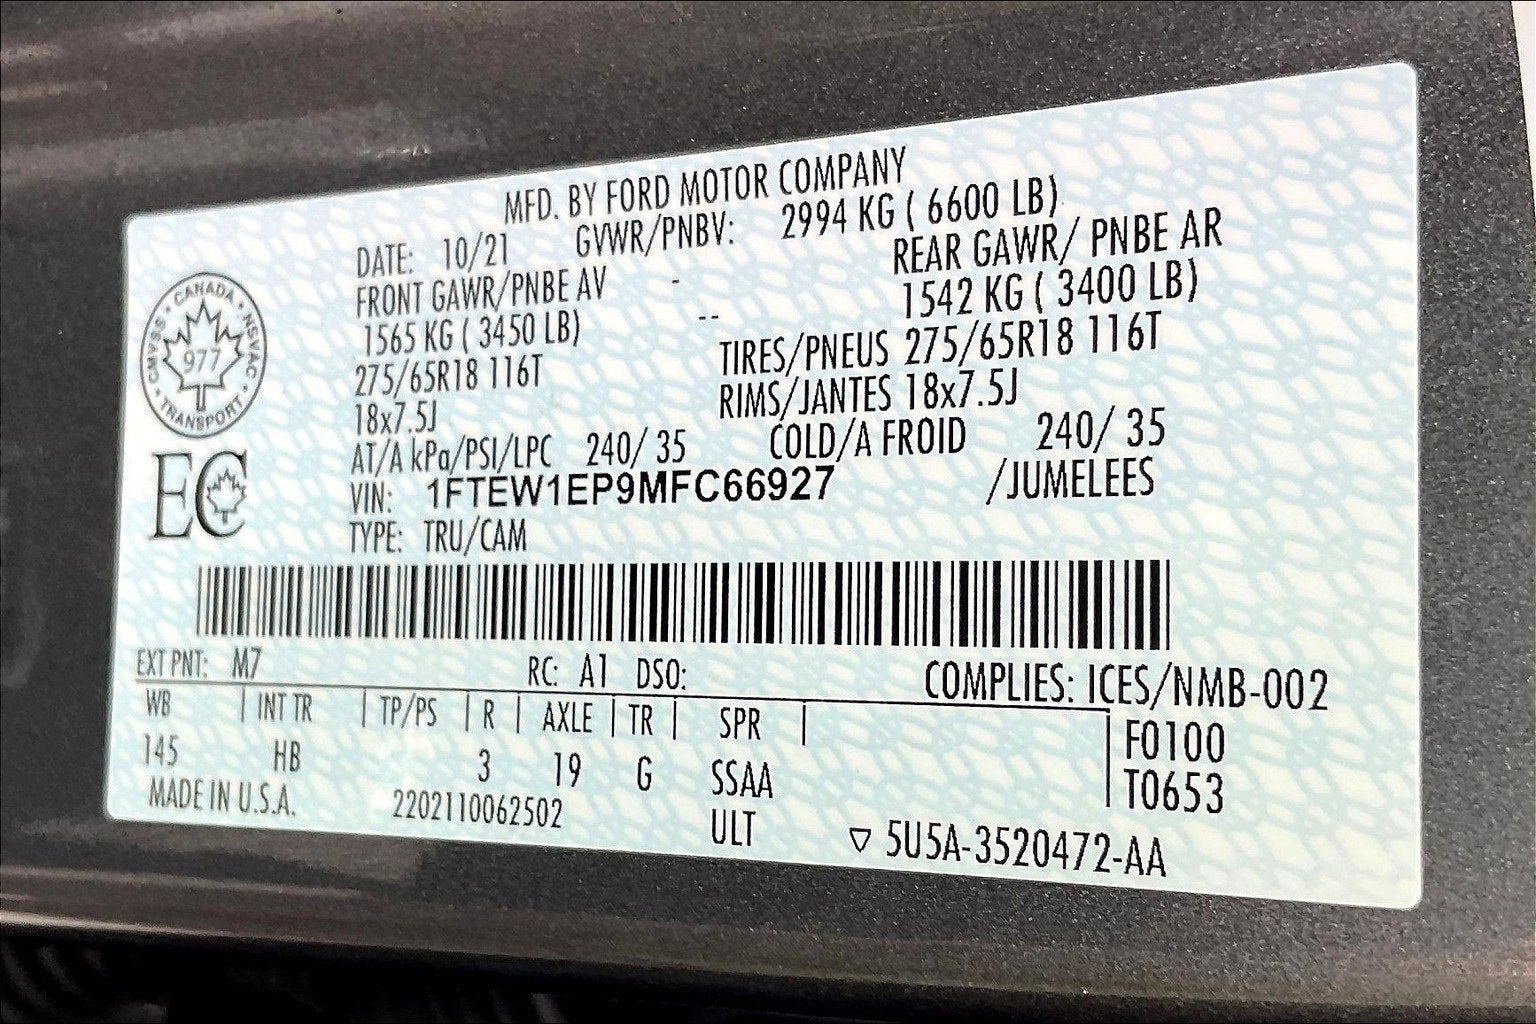 MFD. BY FORD MOTOR COMPANY
DATE: 10/21 GVWR/PNBV: 2994 KG ( 6600 LB)
FRONT GAWR/PNBE AV - REAR GAWR/ PNBE AR
1565 KG ( 3450 LB) -- 1542 KG ( 3400 LB)
275/65R18 116T TIRES/PNEUS 275/65R18 116T
18x7.5J RIMS/JANTES 18x7.5J
AT/A kPa/PSI/LPC 240/ 35 COLD/A FROID 240/ 35
VIN: 1FTEW1EP9MFC66927 /JUMELEES
TYPE: TRU/CAM
CANADA • NSVAC • TRANSPORT • CMVSS •
977
EC
EXT PNT: M7 RC: A1 DSO: COMPLIES: ICES/NMB-002
WB | INT TR | TP/PS | R | AXLE | TR | SPR | F0100
145 HB 3 19 G SSAA T0653
MADE IN U.S.A. 2202110062502 ULT ▽ 5U5A-3520472-AA